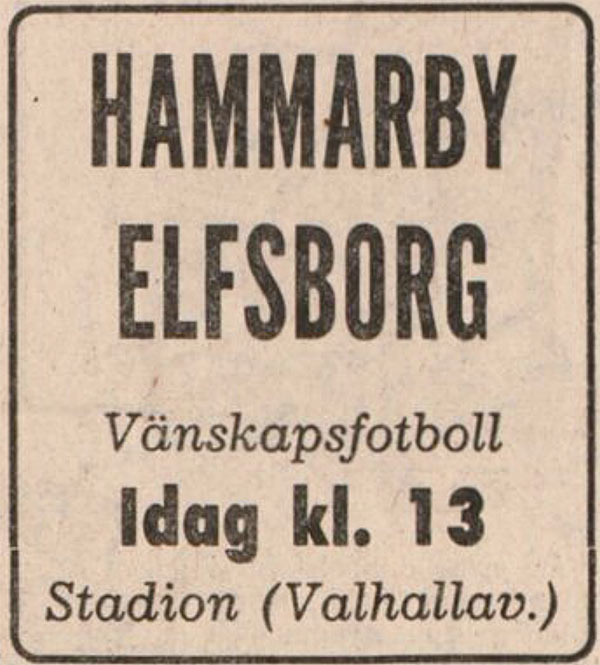 HAMMARBY
ELFSBORG
Vänskapsfotboll
Idag kl. 13
Stadion (Valhallav.)